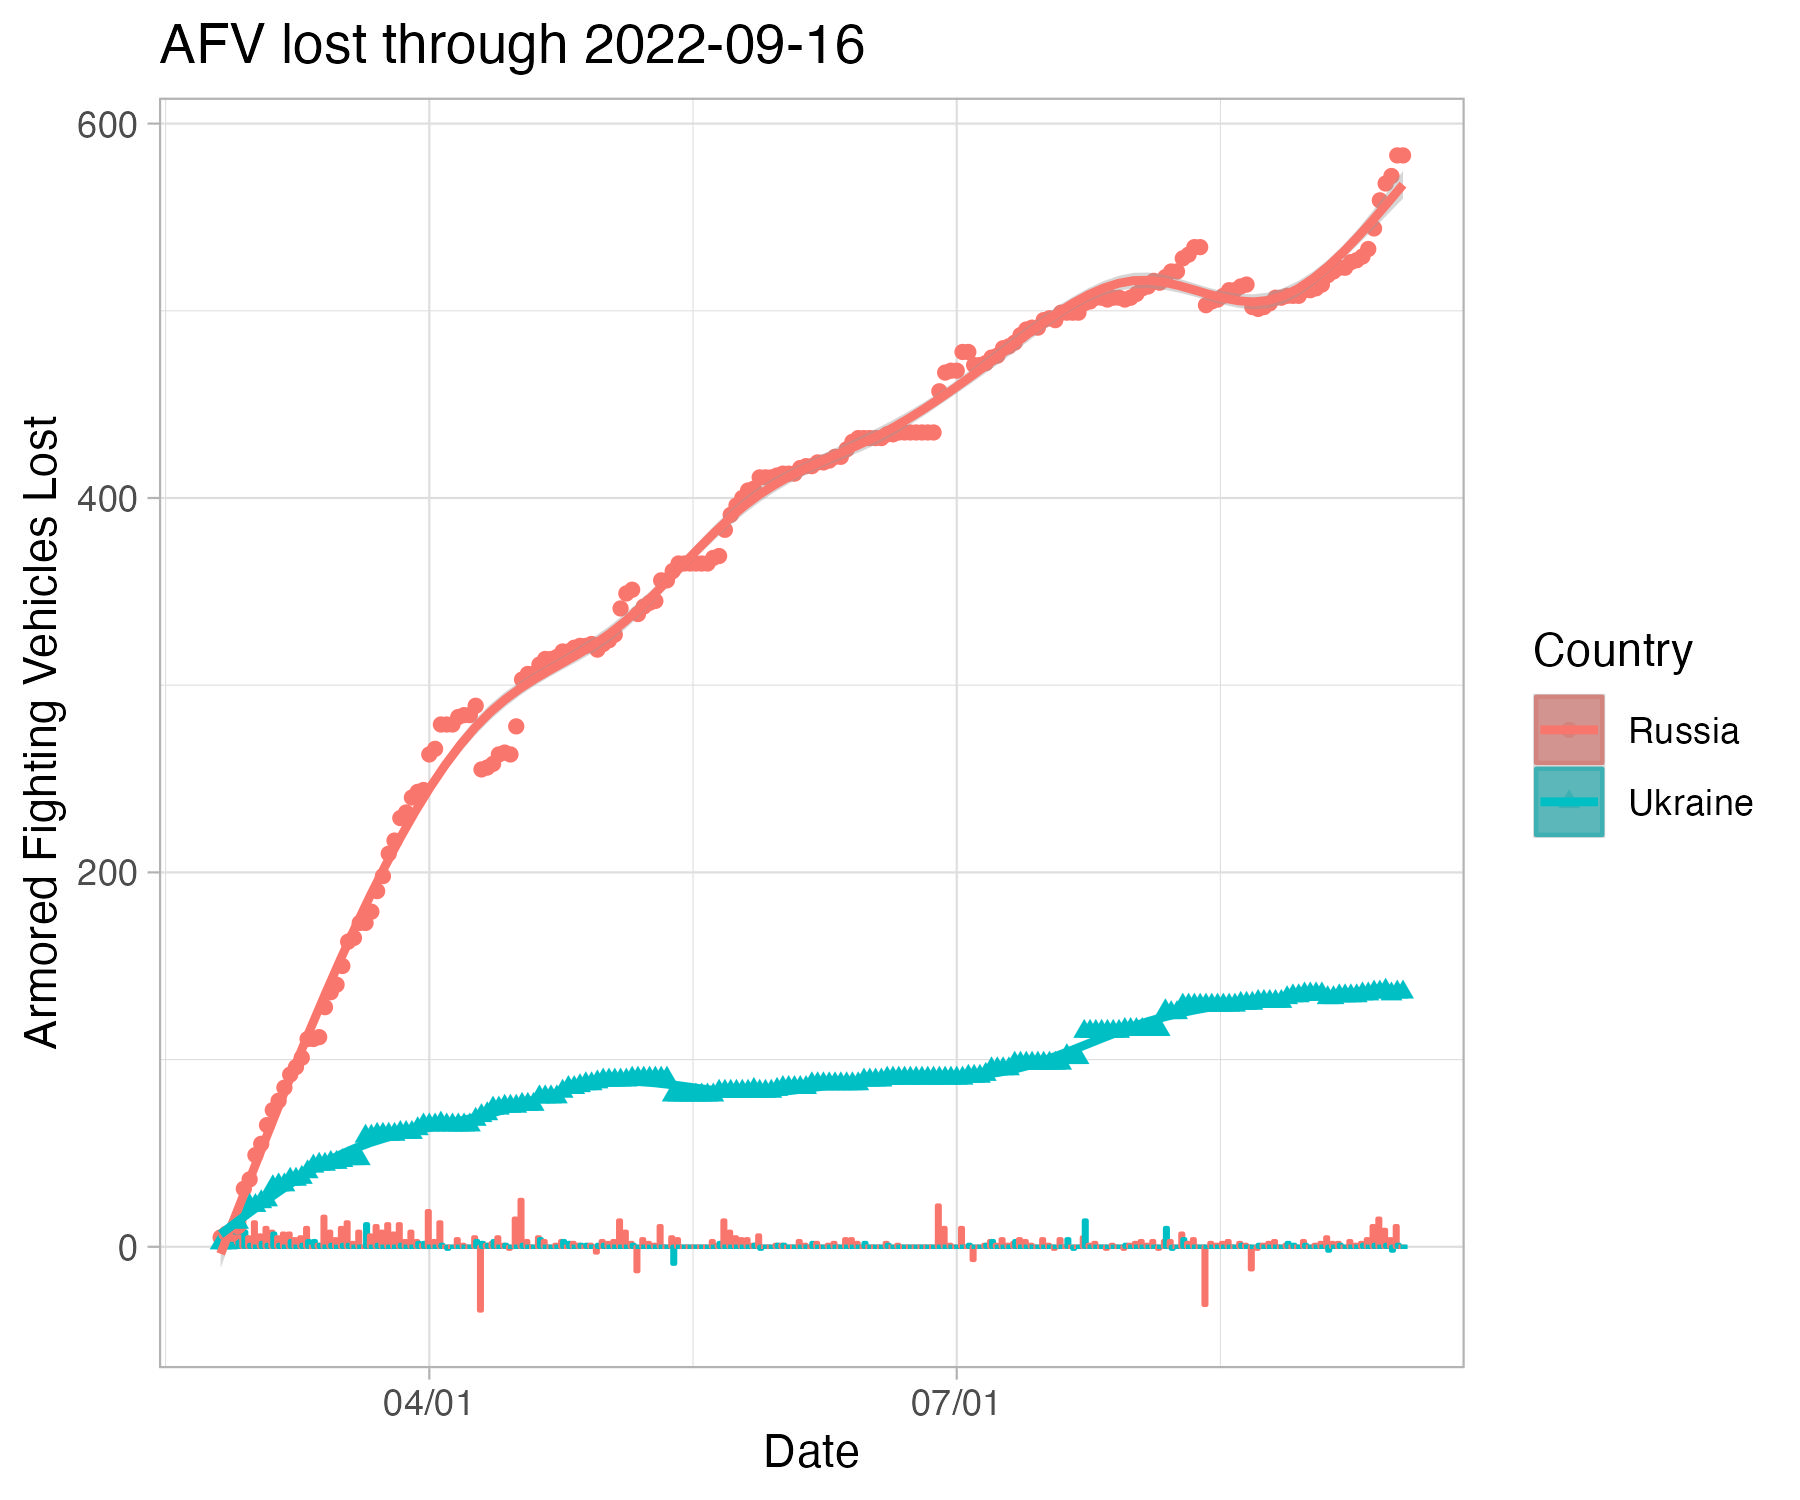 AFV lost through 2022-09-16
Armored Fighting Vehicles Lost
600
400
200
0
04/01
07/01
Date
Country
Russia
Ukraine